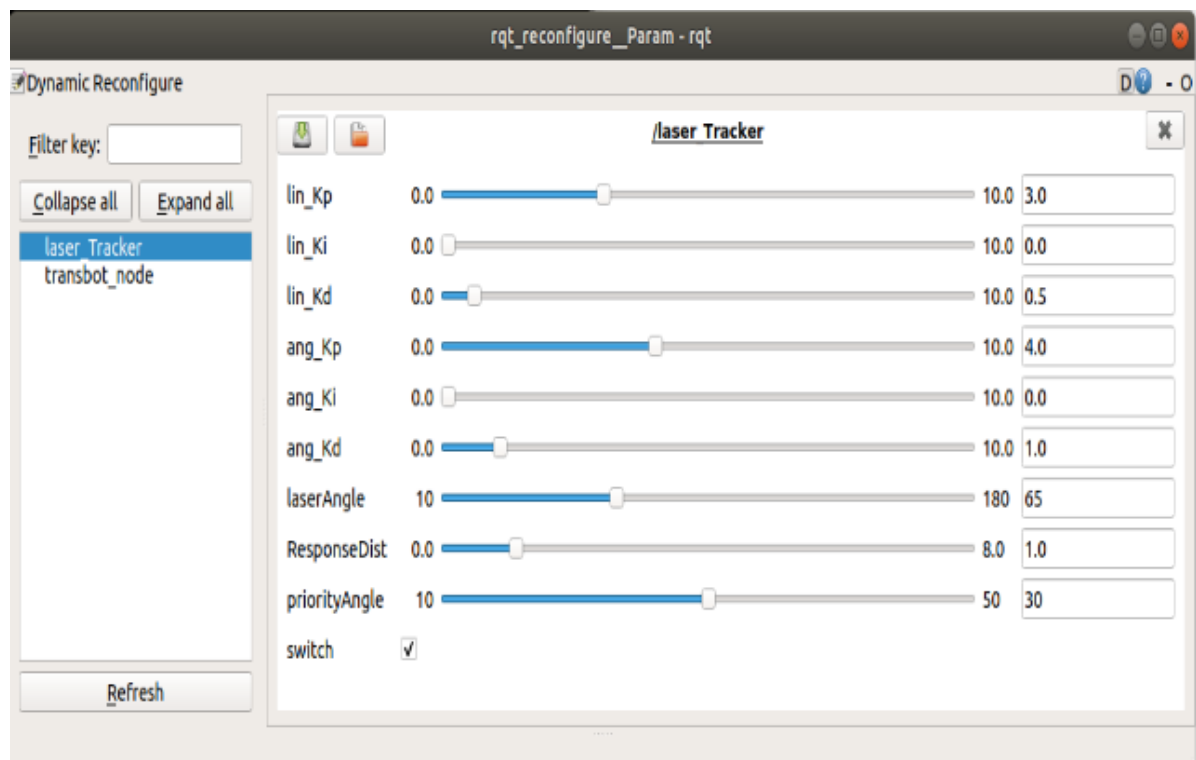 rqt_reconfigure__Param - rqt
Dynamic Reconfigure D? - O
Filter key:
Collapse all Expand all
laser_Tracker
transbot_node
Refresh
/laser_Tracker
lin_Kp 0.0 10.0 3.0
lin_Ki 0.0 10.0 0.0
lin_Kd 0.0 10.0 0.5
ang_Kp 0.0 10.0 4.0
ang_Ki 0.0 10.0 0.0
ang_Kd 0.0 10.0 1.0
laserAngle 10 180 65
ResponseDist 0.0 8.0 1.0
priorityAngle 10 50 30
switch